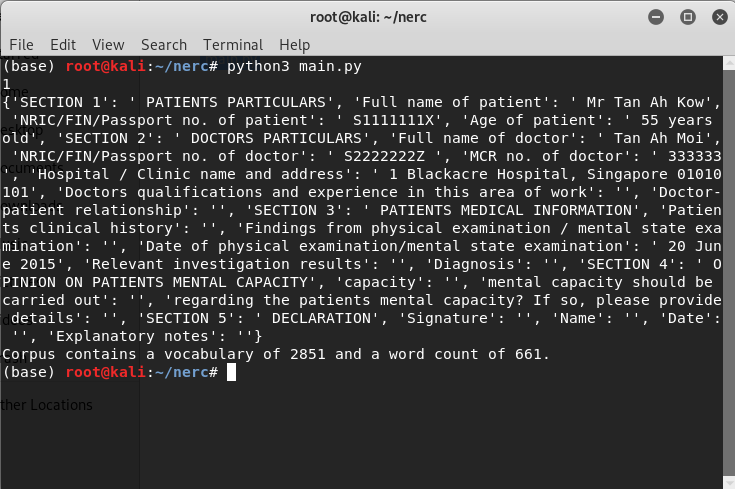 root@kali: ~/nerc
File Edit View Search Terminal Help
(base) root@kali:~/nerc# python3 main.py
1
{'SECTION 1': ' PATIENTS PARTICULARS', 'Full name of patient': ' Mr Tan Ah Kow',
 'NRIC/FIN/Passport no. of patient': ' S1111111X', 'Age of patient': ' 55 years
old', 'SECTION 2': ' DOCTORS PARTICULARS', 'Full name of doctor': ' Tan Ah Moi',
 'NRIC/FIN/Passport no. of doctor': ' S2222222Z ', 'MCR no. of doctor': ' 333333
', 'Hospital / Clinic name and address': ' 1 Blackacre Hospital, Singapore 01010
101', 'Doctors qualifications and experience in this area of work': '', 'Doctor-
patient relationship': '', 'SECTION 3': ' PATIENTS MEDICAL INFORMATION', 'Patien
ts clinical history': '', 'Findings from physical examination / mental state exa
mination': '', 'Date of physical examination/mental state examination': ' 20 Jun
e 2015', 'Relevant investigation results': '', 'Diagnosis': '', 'SECTION 4': ' O
PINION ON PATIENTS MENTAL CAPACITY', 'capacity': '', 'mental capacity should be
carried out': '', 'regarding the patients mental capacity? If so, please provide
 details': '', 'SECTION 5': ' DECLARATION', 'Signature': '', 'Name': '', 'Date':
 '', 'Explanatory notes': ''}
Corpus contains a vocabulary of 2851 and a word count of 661.
(base) root@kali:~/nerc#
ther Locations